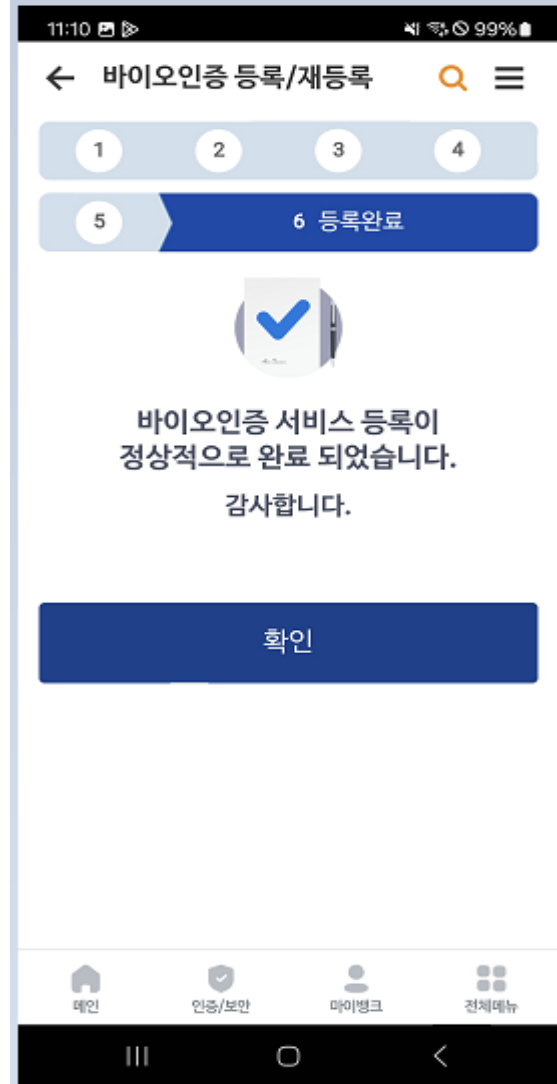 11:10 99%
바이오인증 등록/재등록
1 2 3 4
5 6 등록완료
바이오인증 서비스 등록이
정상적으로 완료 되었습니다.
감사합니다.
확인
메인 인증/보안 마이뱅크 전체메뉴